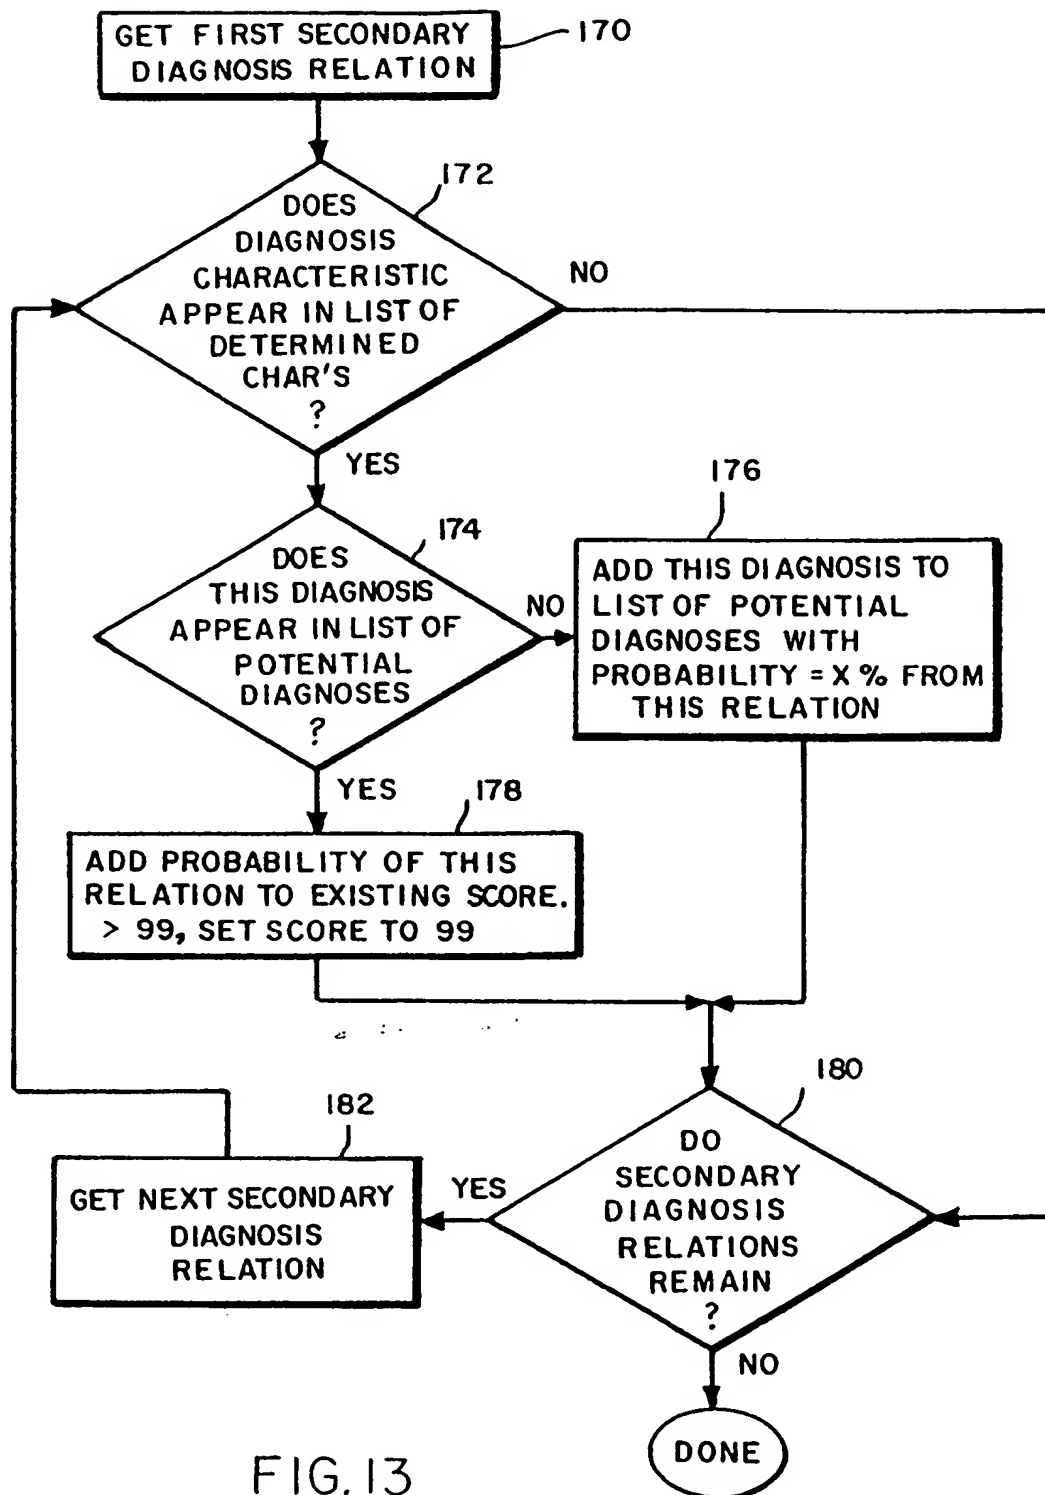 GET FIRST SECONDARY
DIAGNOSIS RELATION
170
172
DOES
DIAGNOSIS
CHARACTERISTIC
APPEAR IN LIST OF
DETERMINED
CHAR'S
?
NO
YES
174
DOES
THIS DIAGNOSIS
APPEAR IN LIST OF
POTENTIAL
DIAGNOSES
?
NO
176
ADD THIS DIAGNOSIS TO
LIST OF POTENTIAL
DIAGNOSES WITH
PROBABILITY = X % FROM
THIS RELATION
YES
178
ADD PROBABILITY OF THIS
RELATION TO EXISTING SCORE.
> 99, SET SCORE TO 99
180
DO
SECONDARY
DIAGNOSIS
RELATIONS
REMAIN
?
YES
182
GET NEXT SECONDARY
DIAGNOSIS
RELATION
NO
DONE
FIG. 13